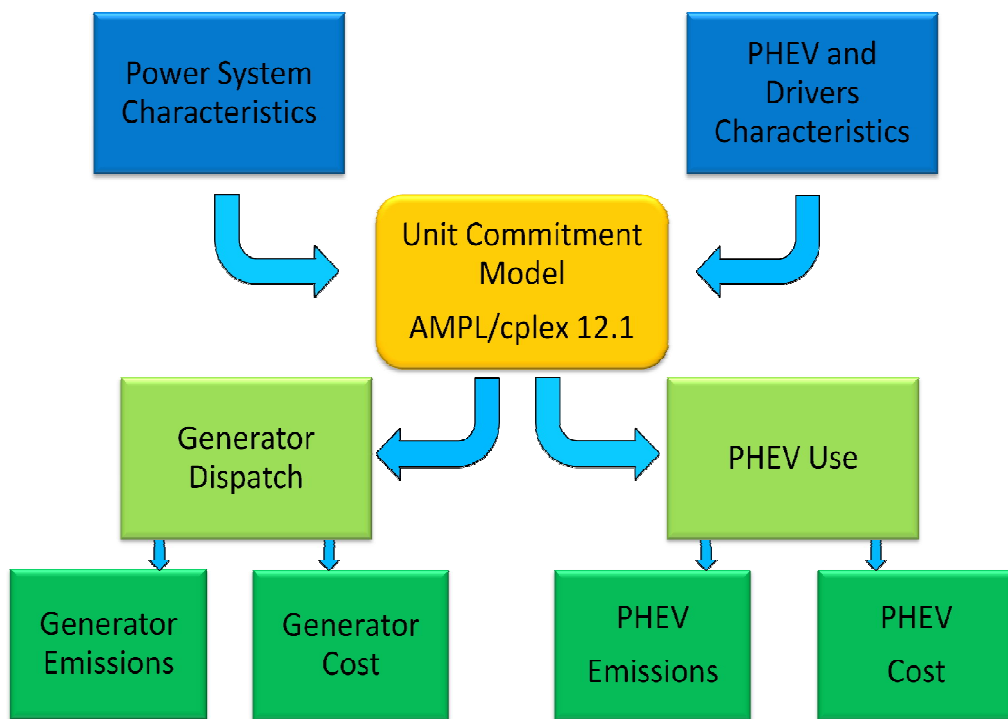 Power System
Characteristics
PHEV and
Drivers
Characteristics
Unit Commitment
Model
AMPL/cplex 12.1
Generator
Dispatch
PHEV Use
Generator
Emissions
Generator
Cost
PHEV
Emissions
PHEV
Cost